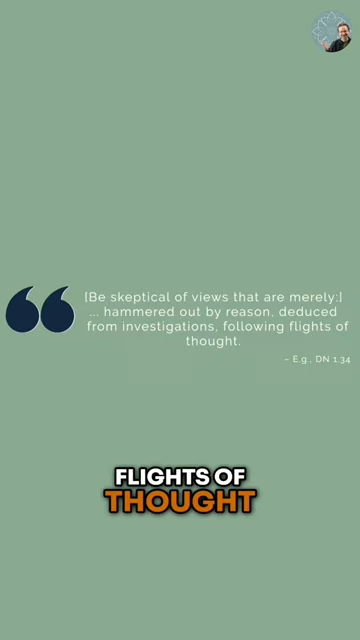 [Be skeptical of views that are merely:]
... hammered out by reason, deduced
from investigations, following flights of
thought.
– E.g., DN 1.34
FLIGHTS OF
THOUGHT